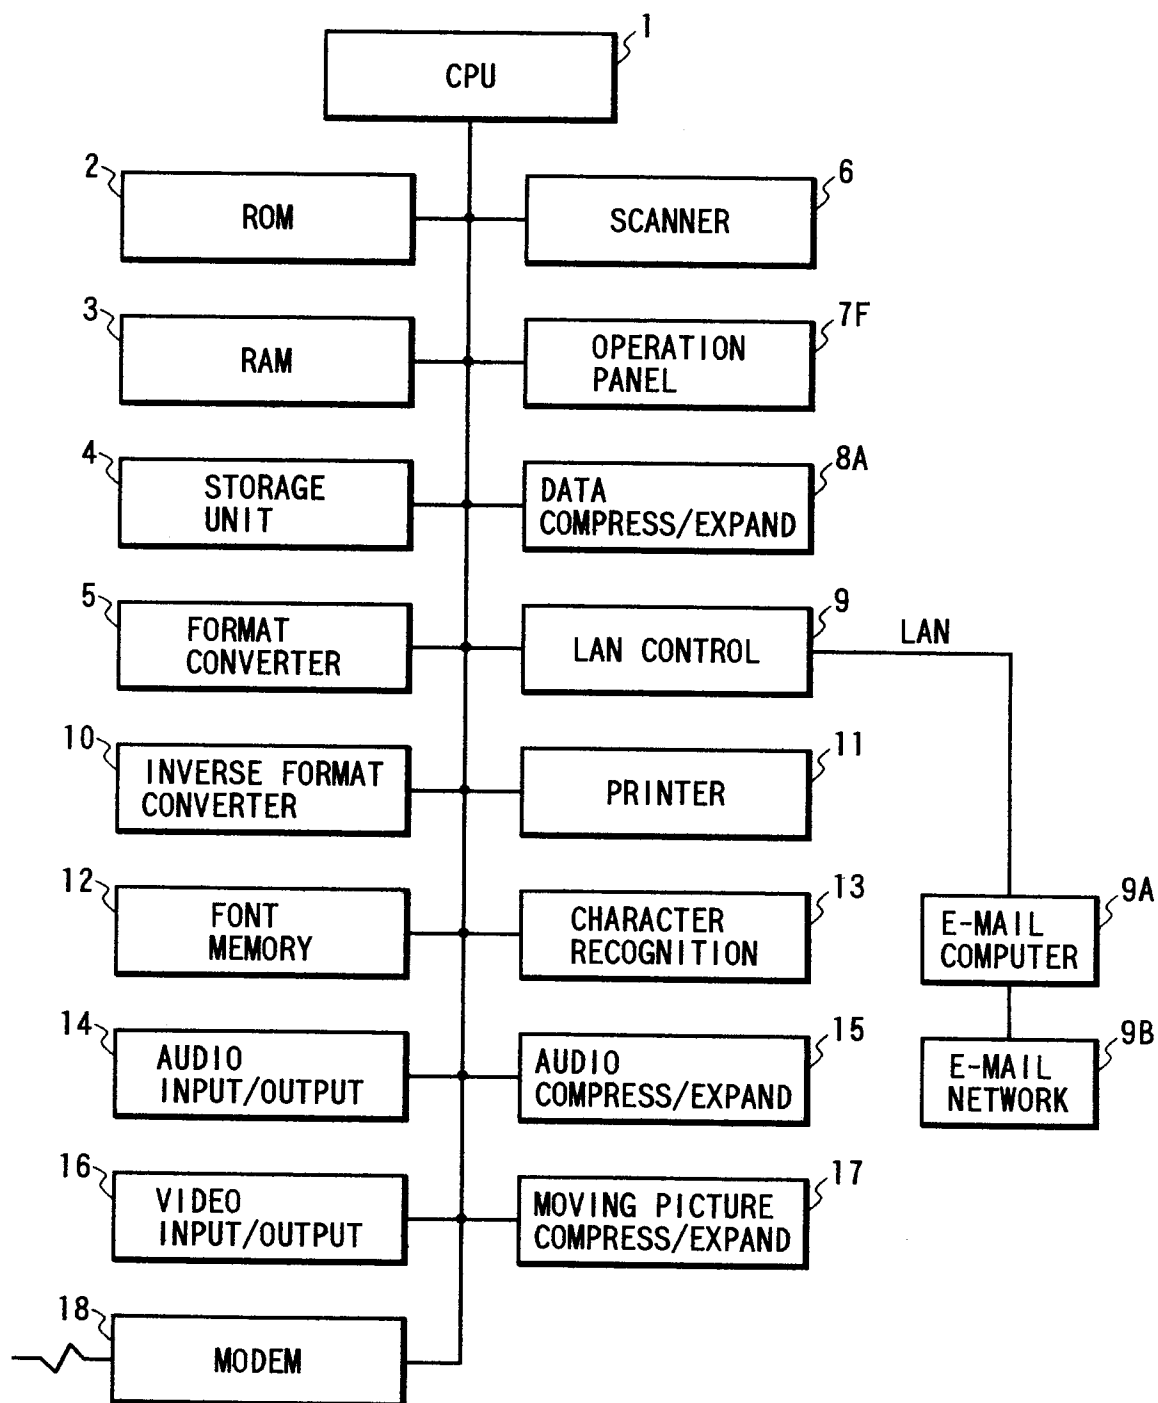 1
CPU
2
ROM
6
SCANNER
3
RAM
7F
OPERATION
PANEL
4
STORAGE
UNIT
8A
DATA
COMPRESS/EXPAND
5
FORMAT
CONVERTER
9
LAN CONTROL
LAN
10
INVERSE FORMAT
CONVERTER
11
PRINTER
12
FONT
MEMORY
13
CHARACTER
RECOGNITION
9A
E-MAIL
COMPUTER
14
AUDIO
INPUT/OUTPUT
15
AUDIO
COMPRESS/EXPAND
9B
E-MAIL
NETWORK
16
VIDEO
INPUT/OUTPUT
17
MOVING PICTURE
COMPRESS/EXPAND
18
MODEM